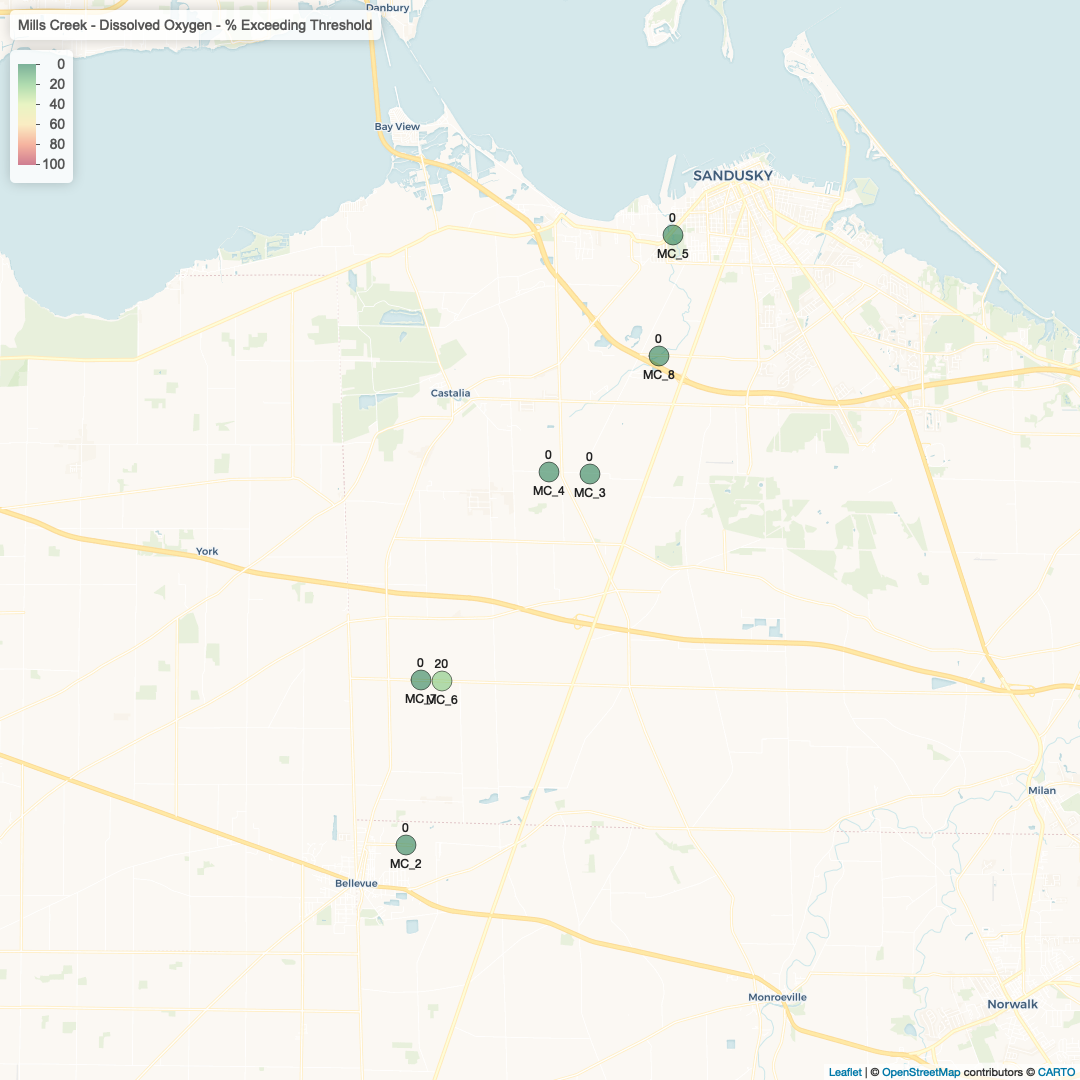 Danbury
Mills Creek - Dissolved Oxygen - % Exceeding Threshold
0
20
40
60
80
100
Bay View
SANDUSKY
0
MC_5
0
MC_8
Castalia
0
MC_4
0
MC_3
York
0
20
MC_6
Milan
0
MC_2
Bellevue
Monroeville
Norwalk
Leaflet | © OpenStreetMap contributors © CARTO